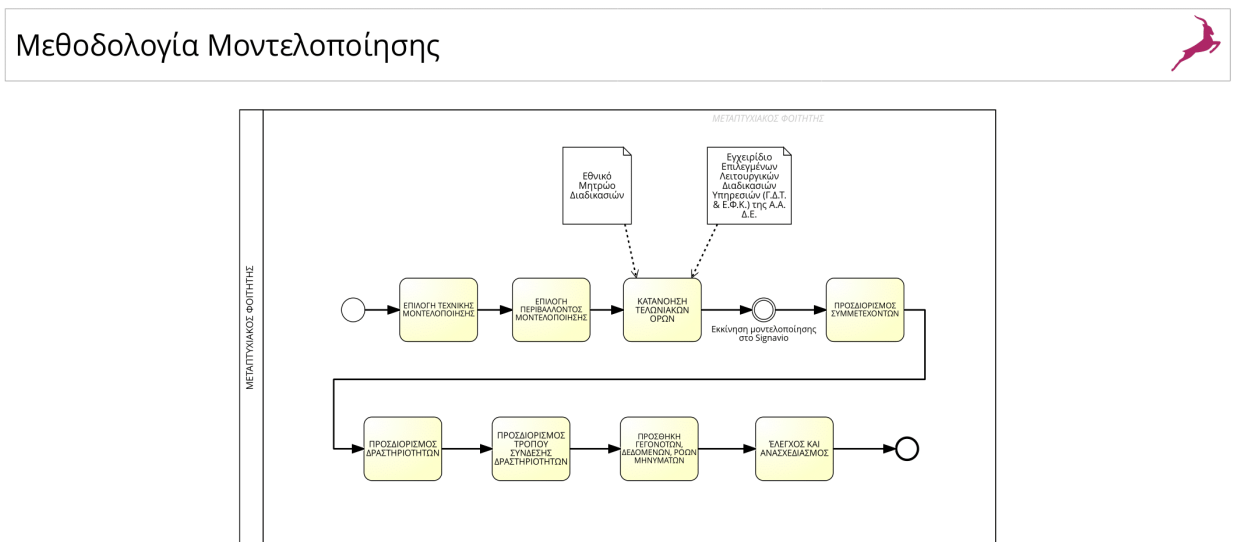 Μεθοδολογία Μοντελοποίησης
ΜΕΤΑΠΤΥΧΙΑΚΟΣ ΦΟΙΤΗΤΗΣ
ΜΕΤΑΠΤΥΧΙΑΚΟΣ ΦΟΙΤΗΤΗΣ
Εθνικό
Μητρώο
Διαδικασιών
Εγχειρίδιο
Επιλεγμένων
Λειτουργικών
Διαδικασιών
Υπηρεσιών (Γ.Δ.Τ.
& Ε.Φ.Κ.) της Α.Α.
Δ.Ε.
ΕΠΙΛΟΓΗ ΤΕΧΝΙΚΗΣ
ΜΟΝΤΕΛΟΠΟΙΗΣΗΣ
ΕΠΙΛΟΓΗ
ΠΕΡΙΒΑΛΛΟΝΤΟΣ
ΜΟΝΤΕΛΟΠΟΙΗΣΗΣ
ΚΑΤΑΝΟΗΣΗ
ΤΕΛΩΝΙΑΚΩΝ
ΟΡΩΝ
Εκκίνηση μοντελοποίησης
στο Signavio
ΠΡΟΣΔΙΟΡΙΣΜΟΣ
ΣΥΜΜΕΤΕΧΟΝΤΩΝ
ΠΡΟΣΔΙΟΡΙΣΜΟΣ
ΔΡΑΣΤΗΡΙΟΤΗΤΩΝ
ΠΡΟΣΔΙΟΡΙΣΜΟΣ
ΤΡΟΠΟΥ
ΣΥΝΔΕΣΗΣ
ΔΡΑΣΤΗΡΙΟΤΗΤΩΝ
ΠΡΟΣΘΗΚΗ
ΓΕΓΟΝΟΤΩΝ,
ΔΕΔΟΜΕΝΩΝ, ΡΟΩΝ
ΜΗΝΥΜΑΤΩΝ
ΈΛΕΓΧΟΣ ΚΑΙ
ΑΝΑΣΧΕΔΙΑΣΜΟΣ